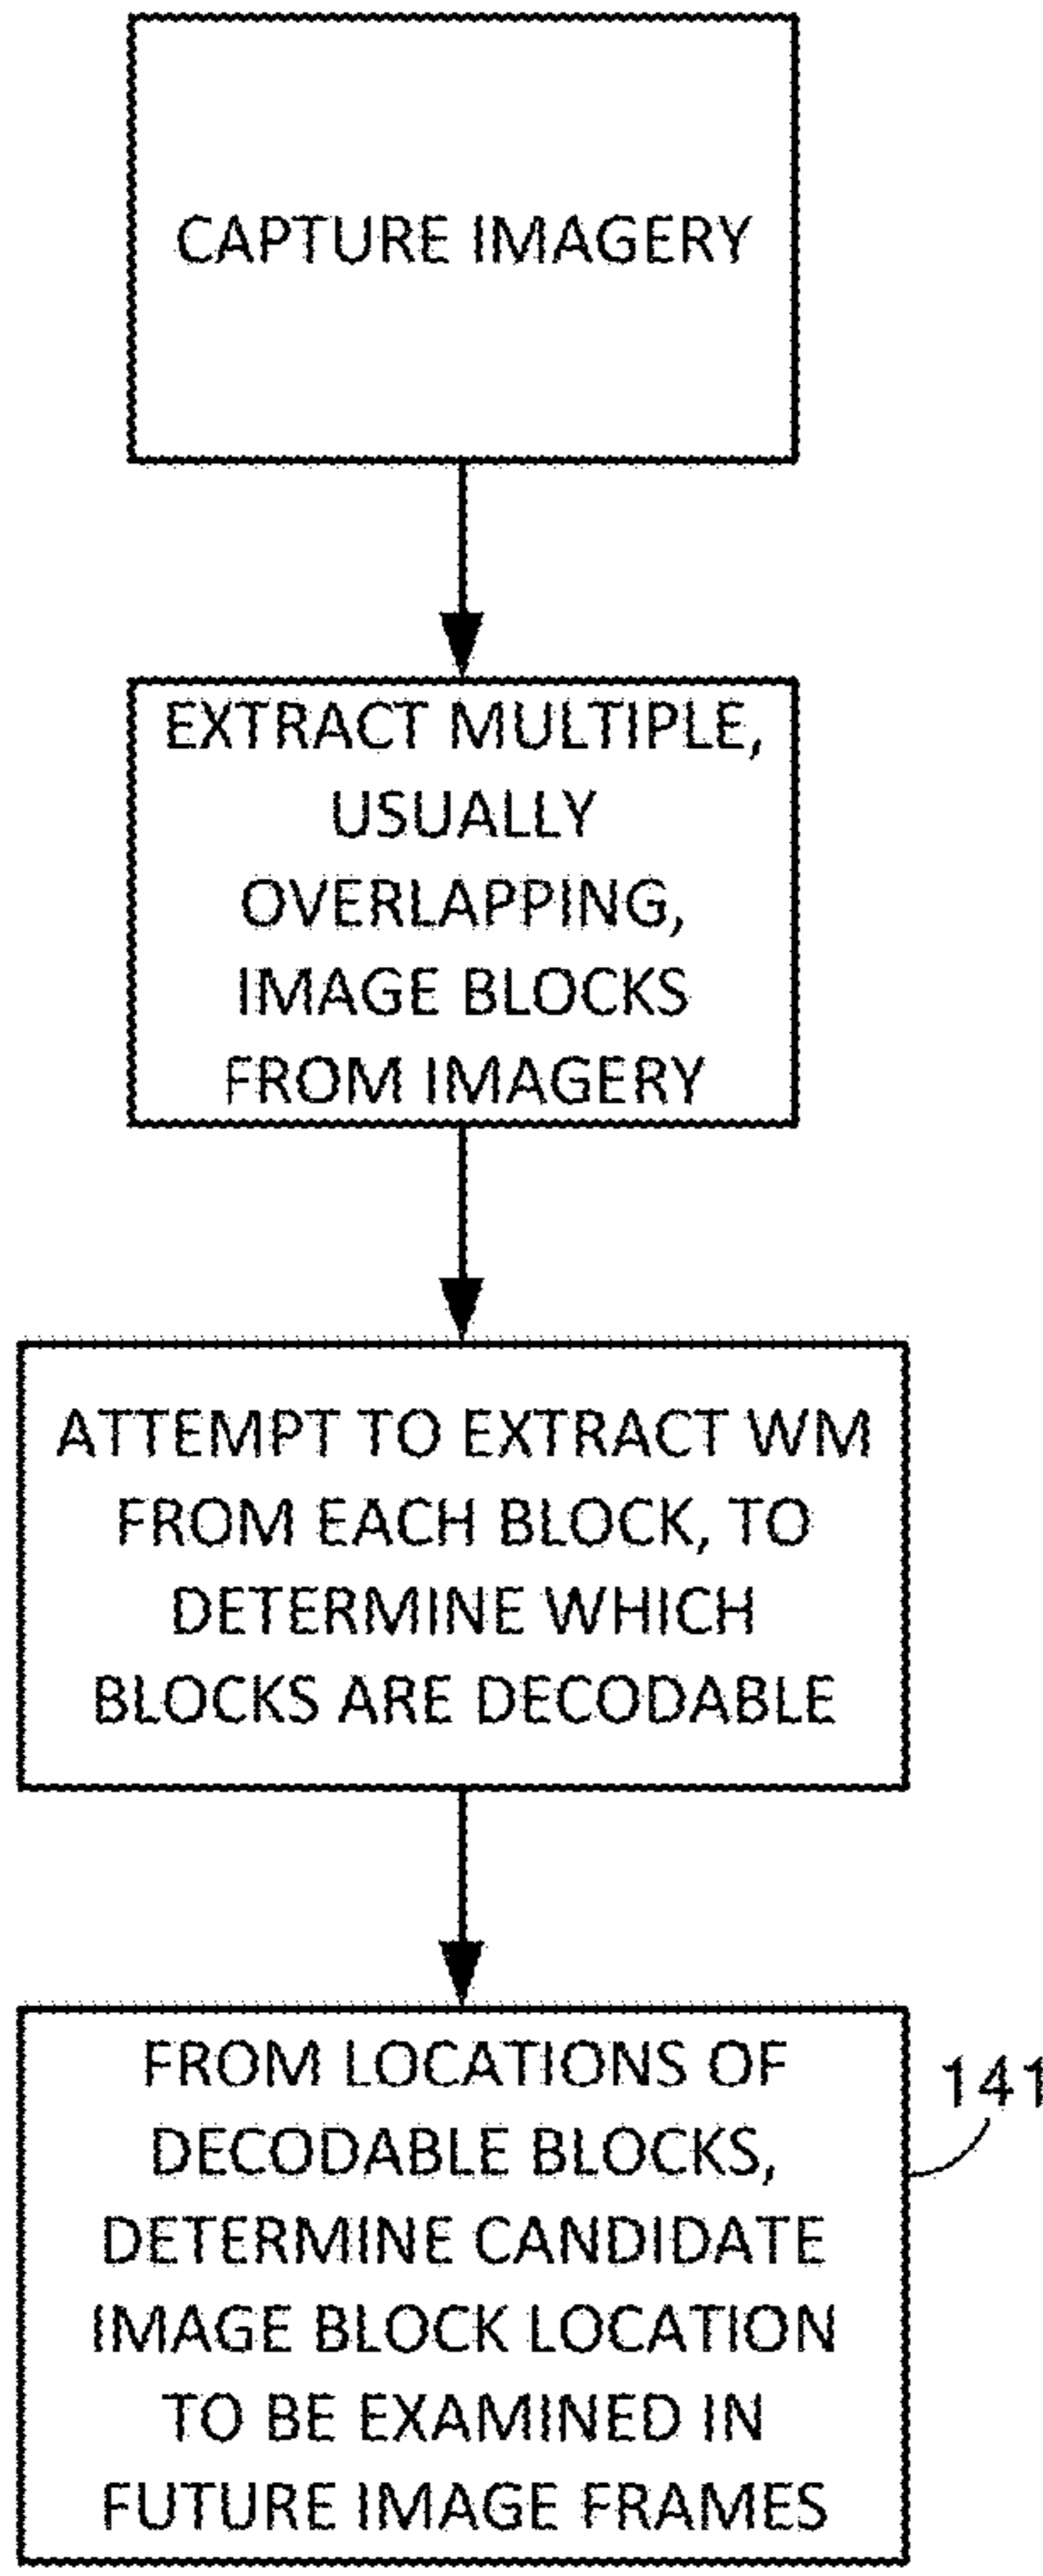 CAPTURE IMAGERY
EXTRACT MULTIPLE,
USUALLY
OVERLAPPING,
IMAGE BLOCKS
FROM IMAGERY
ATTEMPT TO EXTRACT WM
FROM EACH BLOCK, TO
DETERMINE WHICH
BLOCKS ARE DECODABLE
FROM LOCATIONS OF
DECODABLE BLOCKS,
DETERMINE CANDIDATE
IMAGE BLOCK LOCATION
TO BE EXAMINED IN
FUTURE IMAGE FRAMES
141